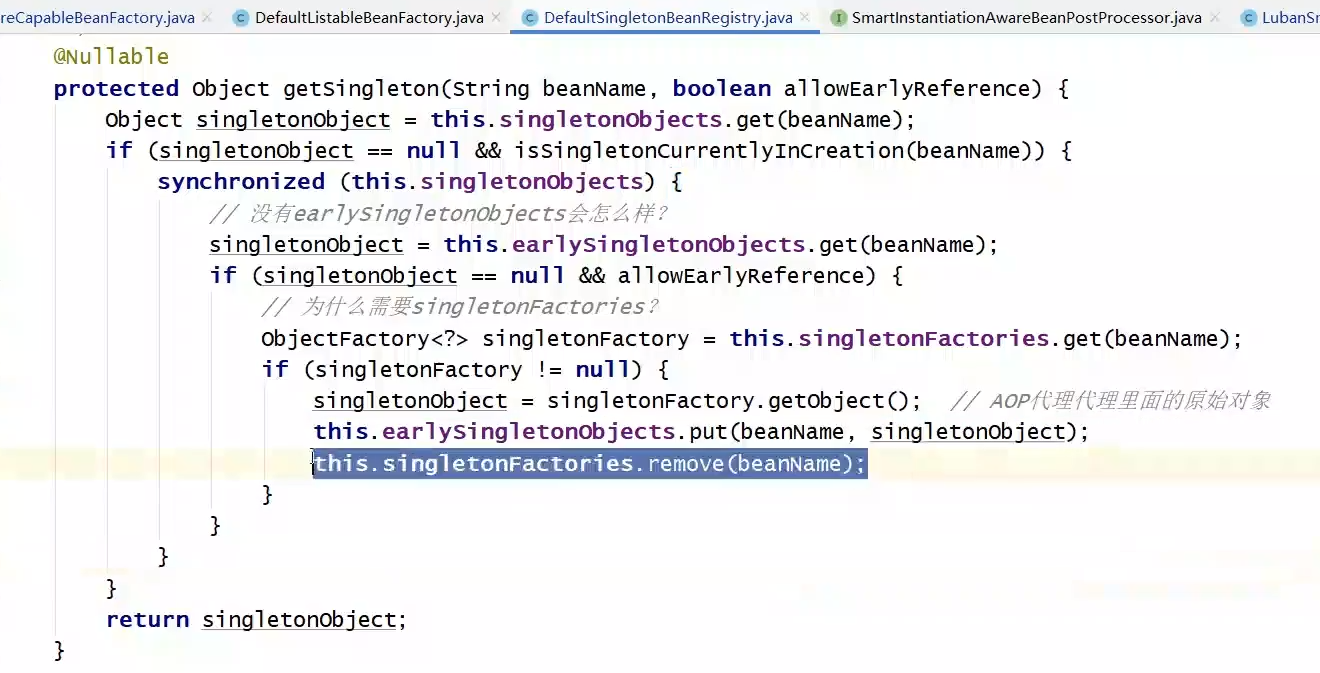 reCapableBeanFactory.java DefaultListableBeanFactory.java DefaultSingletonBeanRegistry.java SmartInstantiationAwareBeanPostProcessor.java LubanSm
@Nullable
protected Object getSingleton(String beanName, boolean allowEarlyReference) {
Object singletonObject = this.singletonObjects.get(beanName);
if (singletonObject == null && isSingletonCurrentlyInCreation(beanName)) {
synchronized (this.singletonObjects) {
// 没有earlySingletonObjects会怎么样?
singletonObject = this.earlySingletonObjects.get(beanName);
if (singletonObject == null && allowEarlyReference) {
// 为什么需要singletonFactories?
ObjectFactory<?> singletonFactory = this.singletonFactories.get(beanName);
if (singletonFactory != null) {
singletonObject = singletonFactory.getObject(); // AOP代理代理里面的原始对象
this.earlySingletonObjects.put(beanName, singletonObject);
this.singletonFactories.remove(beanName);
}
}
}
}
return singletonObject;
}